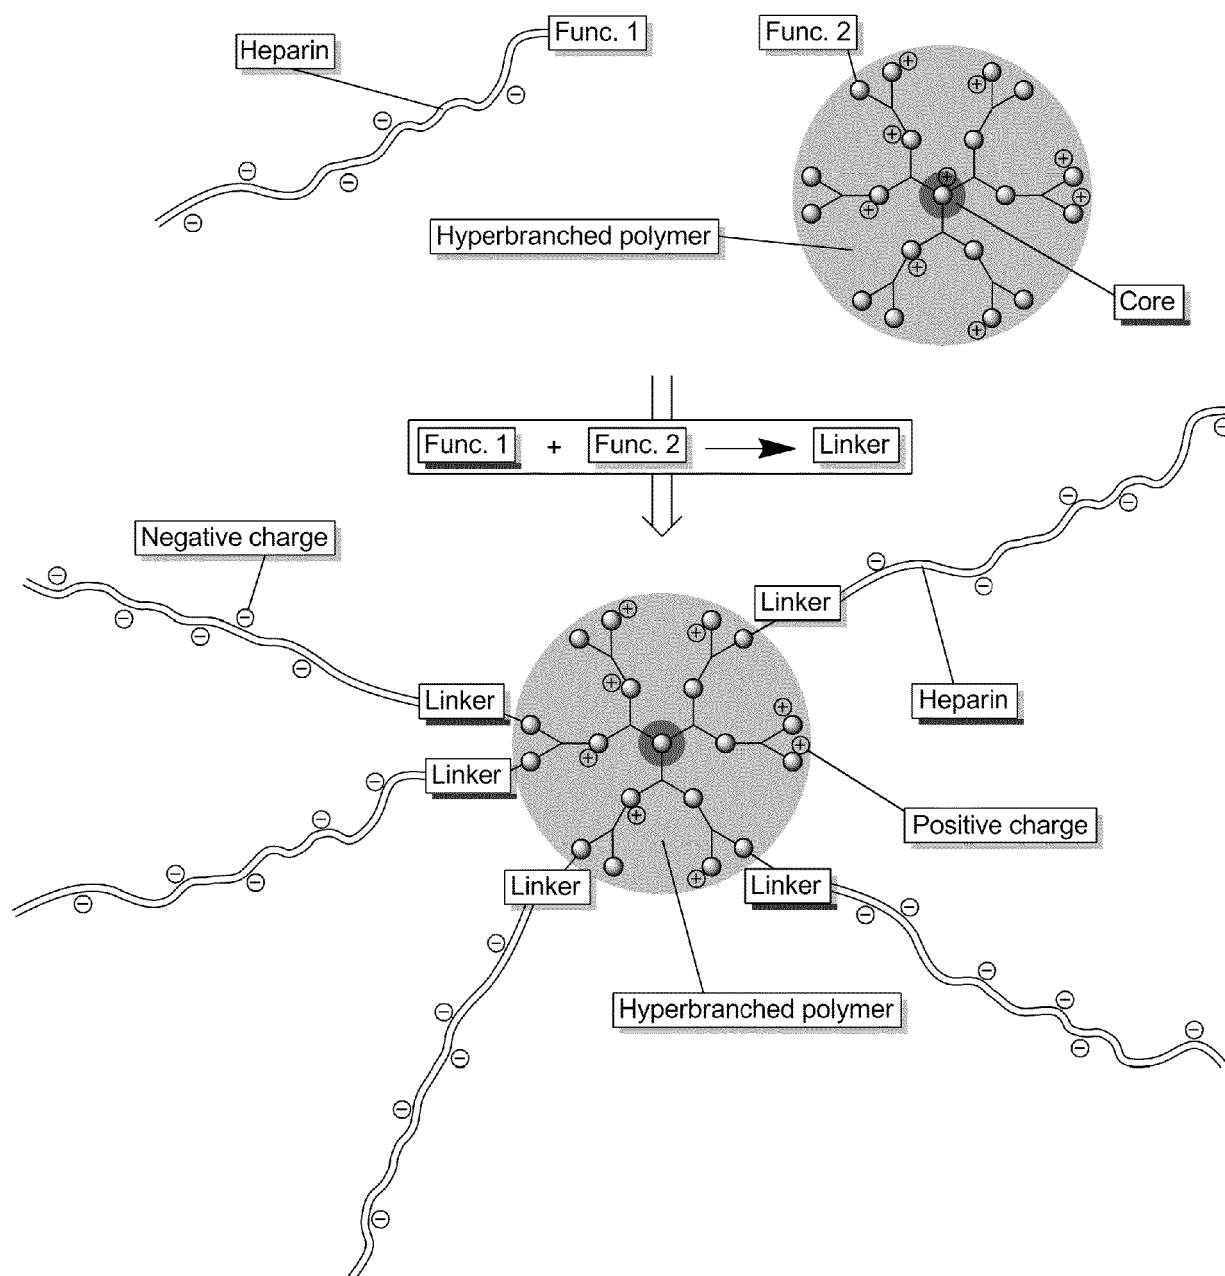 Func. 1
Func. 2
Heparin
Hyperbranched polymer
Core
Func. 1 + Func. 2 Linker
Negative charge
Linker
Heparin
Linker
Linker
Positive charge
Linker
Linker
Hyperbranched polymer